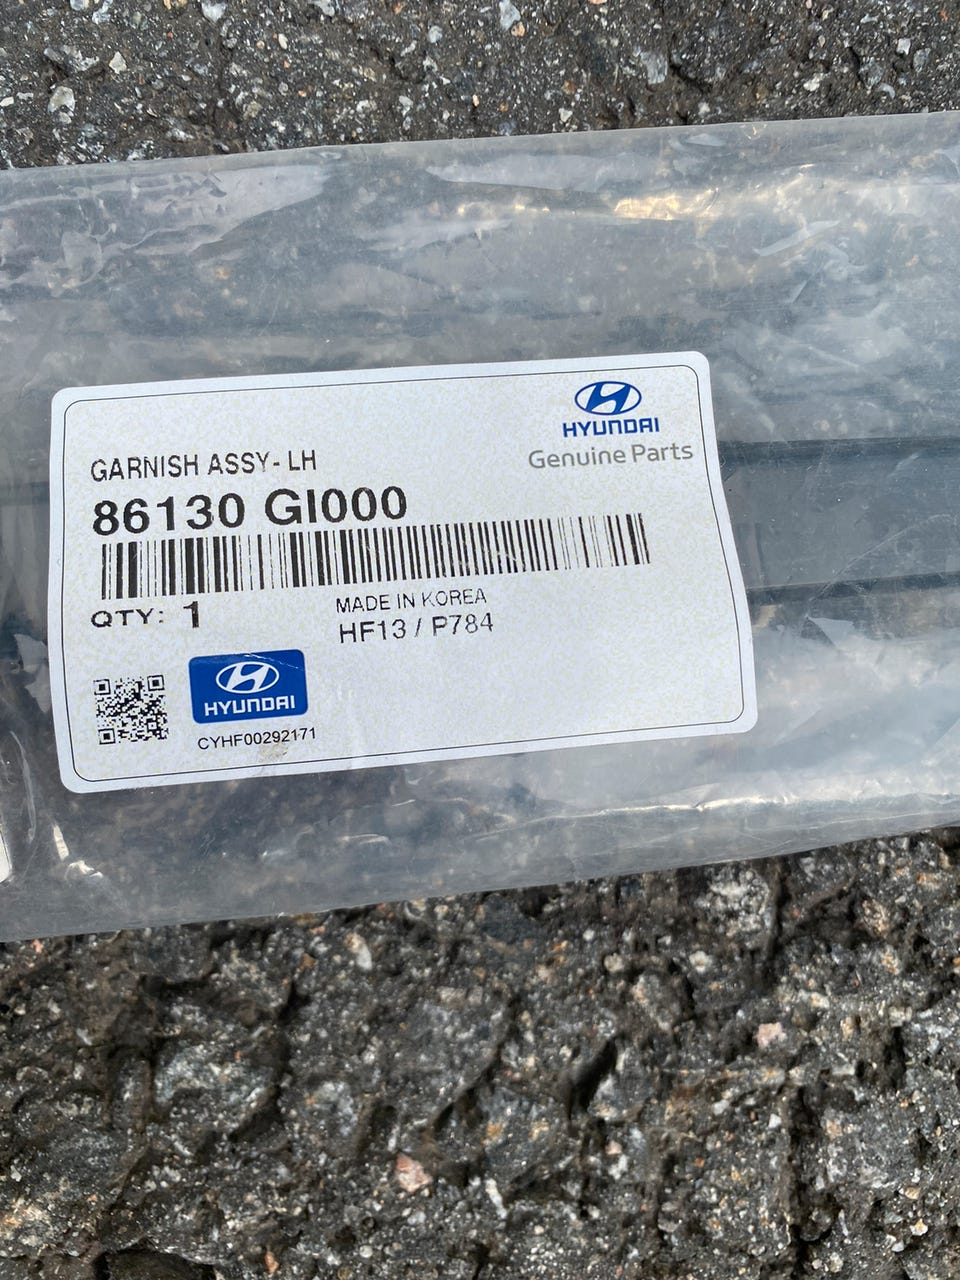 HYUNDAI
Genuine Parts
GARNISH ASSY- LH
86130 GI000
QTY: 1
MADE IN KOREA
HF13 / P784
HYUNDAI
CYHF00292171